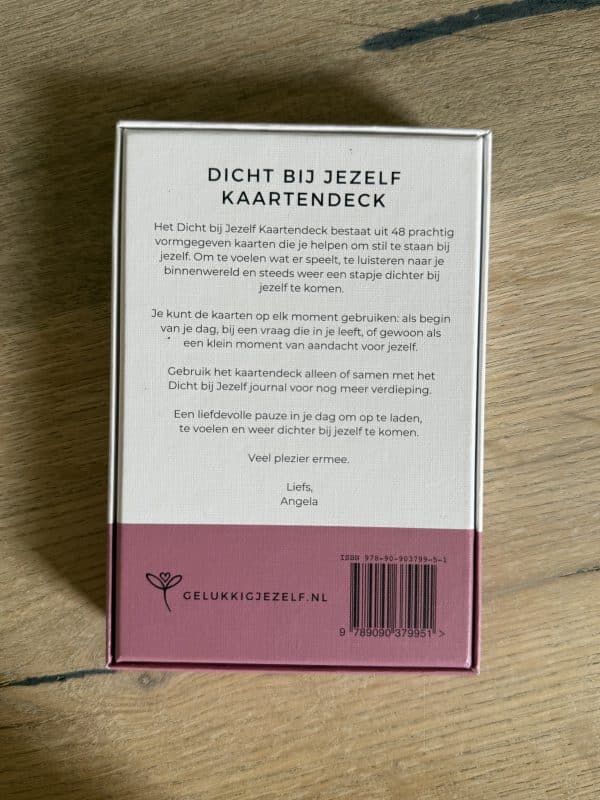 DICHT BIJ JEZELF
KAARTENDECK
Het Dicht bij Jezelf Kaartendeck bestaat uit 48 prachtig
vormgegeven kaarten die je helpen om stil te staan bij
jezelf. Om te voelen wat er speelt, te luisteren naar je
binnenwereld en steeds weer een stapje dichter bij
jezelf te komen.
Je kunt de kaarten op elk moment gebruiken: als begin
van je dag, bij een vraag die in je leeft, of gewoon als
een klein moment van aandacht voor jezelf.
Gebruik het kaartendeck alleen of samen met het
Dicht bij Jezelf journal voor nog meer verdieping.
Een liefdevolle pauze in je dag om op te laden,
te voelen en weer dichter bij jezelf te komen.
Veel plezier ermee.
Liefs,
Angela
ISBN 978-90-903799-5-1
GELUKKIGJEZELF.NL
9 789090 379951 >